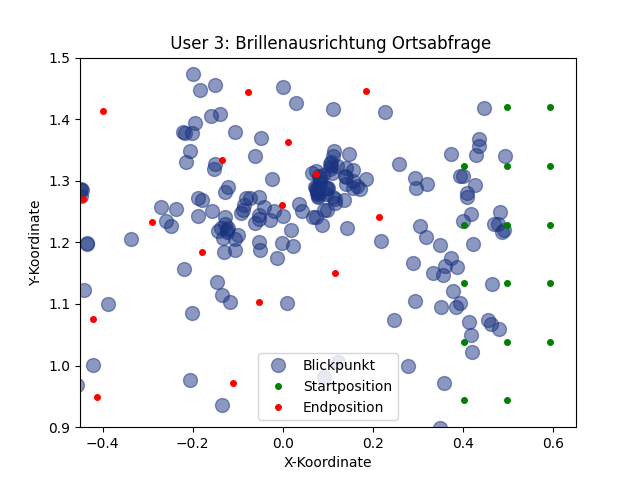 User 3: Brillenausrichtung Ortsabfrage
1.5
1.4
1.3
1.2
1.1
1.0
0.9
Y-Koordinate
Blickpunkt
Startposition
Endposition
−0.4 −0.2 0.0 0.2 0.4 0.6
X-Koordinate